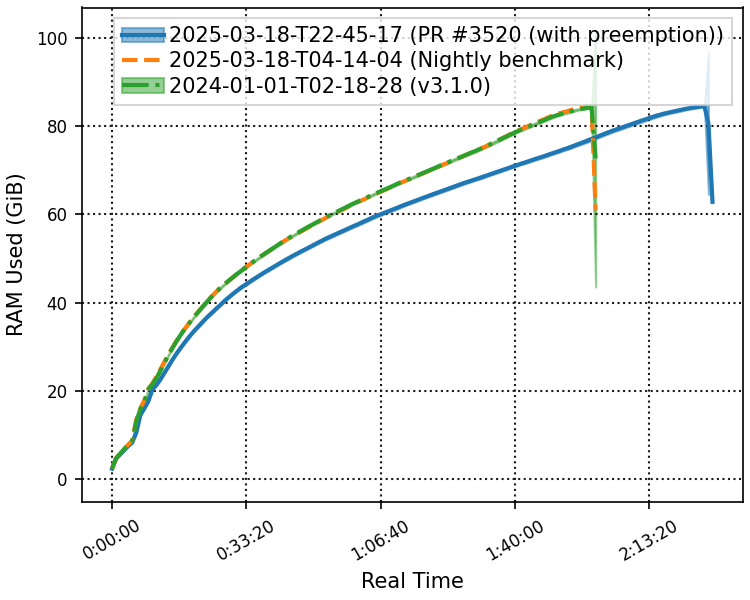 2025-03-18-T22-45-17 (PR #3520 (with preemption))
2025-03-18-T04-14-04 (Nightly benchmark)
2024-01-01-T02-18-28 (v3.1.0)
RAM Used (GiB)
100
80
60
40
20
0
0:00:00
0:33:20
1:06:40
1:40:00
2:13:20
Real Time